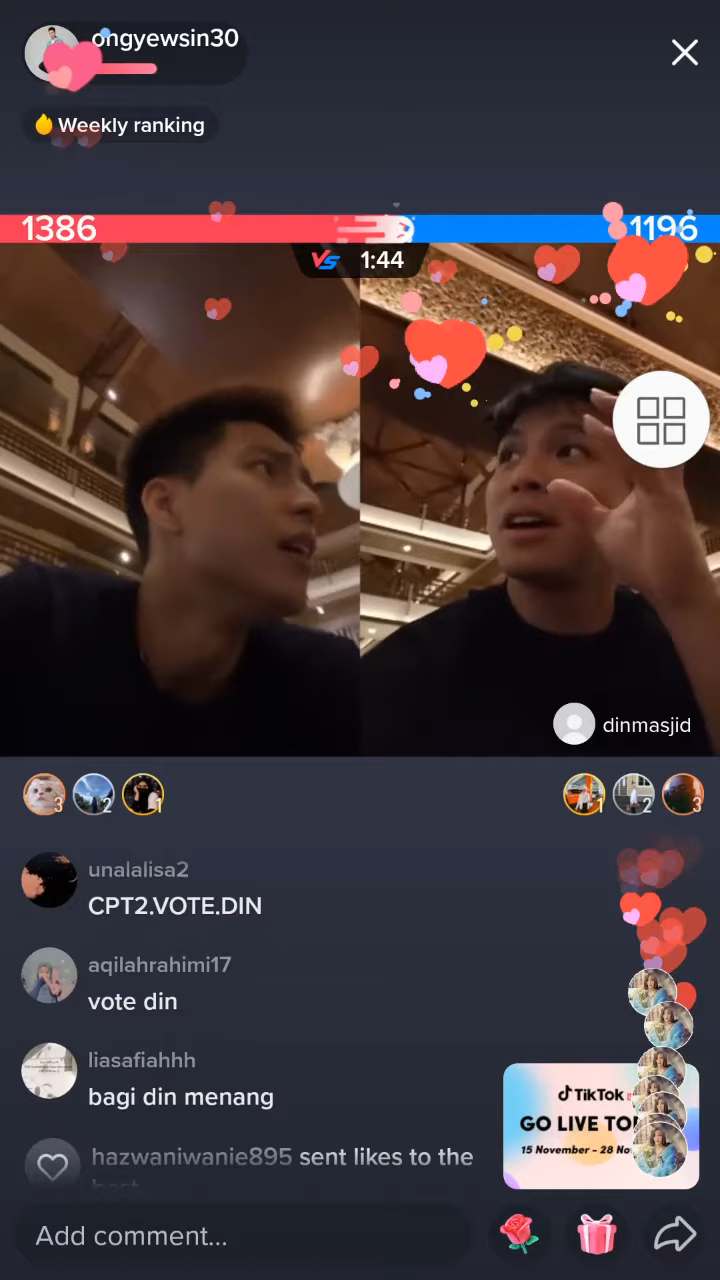 ongyewsin30
Weekly ranking
1386
1196
VS 1:44
dinmasjid
3
2
1
1
2
3
unalalisa2
CPT2.VOTE.DIN
aqilahrahimi17
vote din
liasafiahhh
bagi din menang
TikTok
GO LIVE
15 November - 28
hazwaniwanie895 sent likes to the
Add comment...